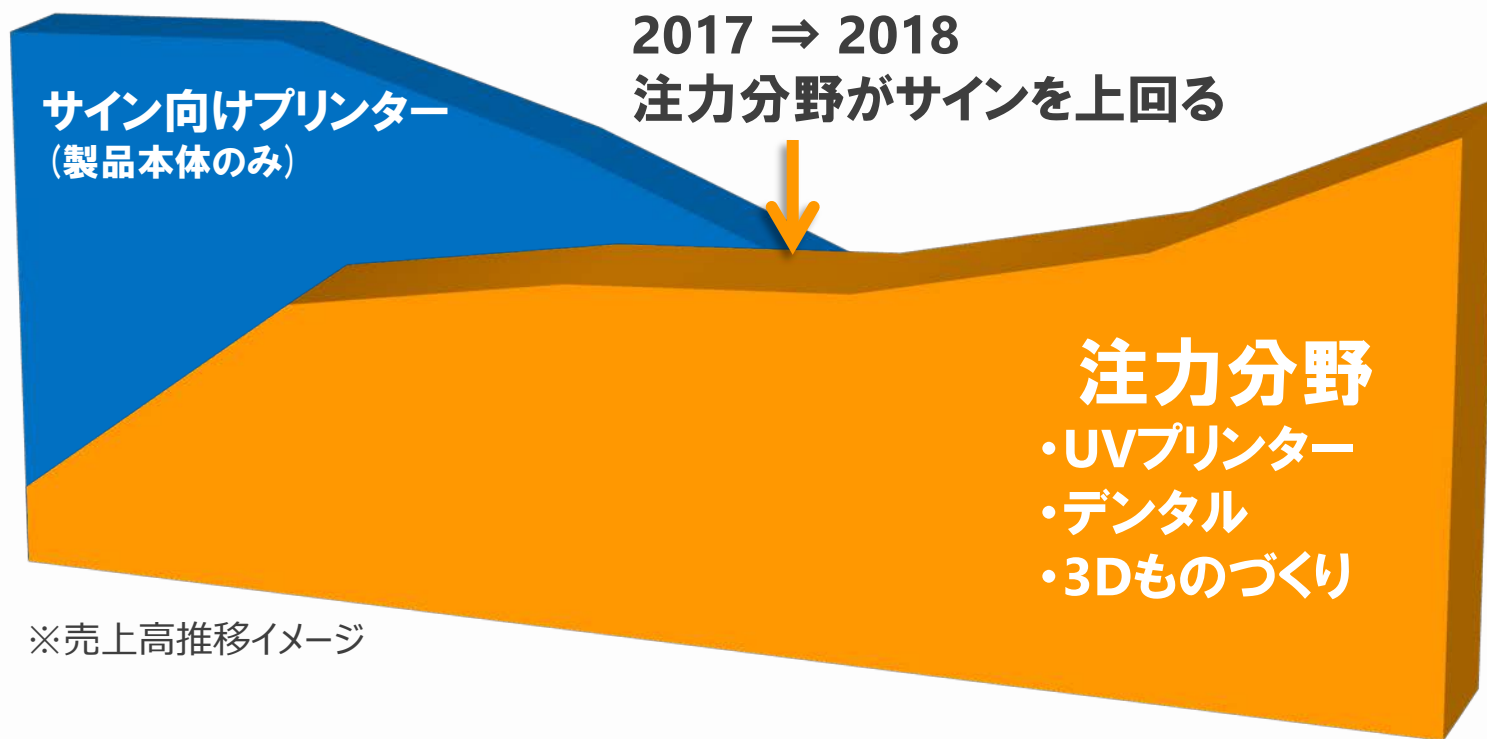 2017 ⇒ 2018
注力分野がサインを上回る
サイン向けプリンター
(製品本体のみ)
注力分野
・UVプリンター
・デンタル
・3Dものづくり
※売上高推移イメージ